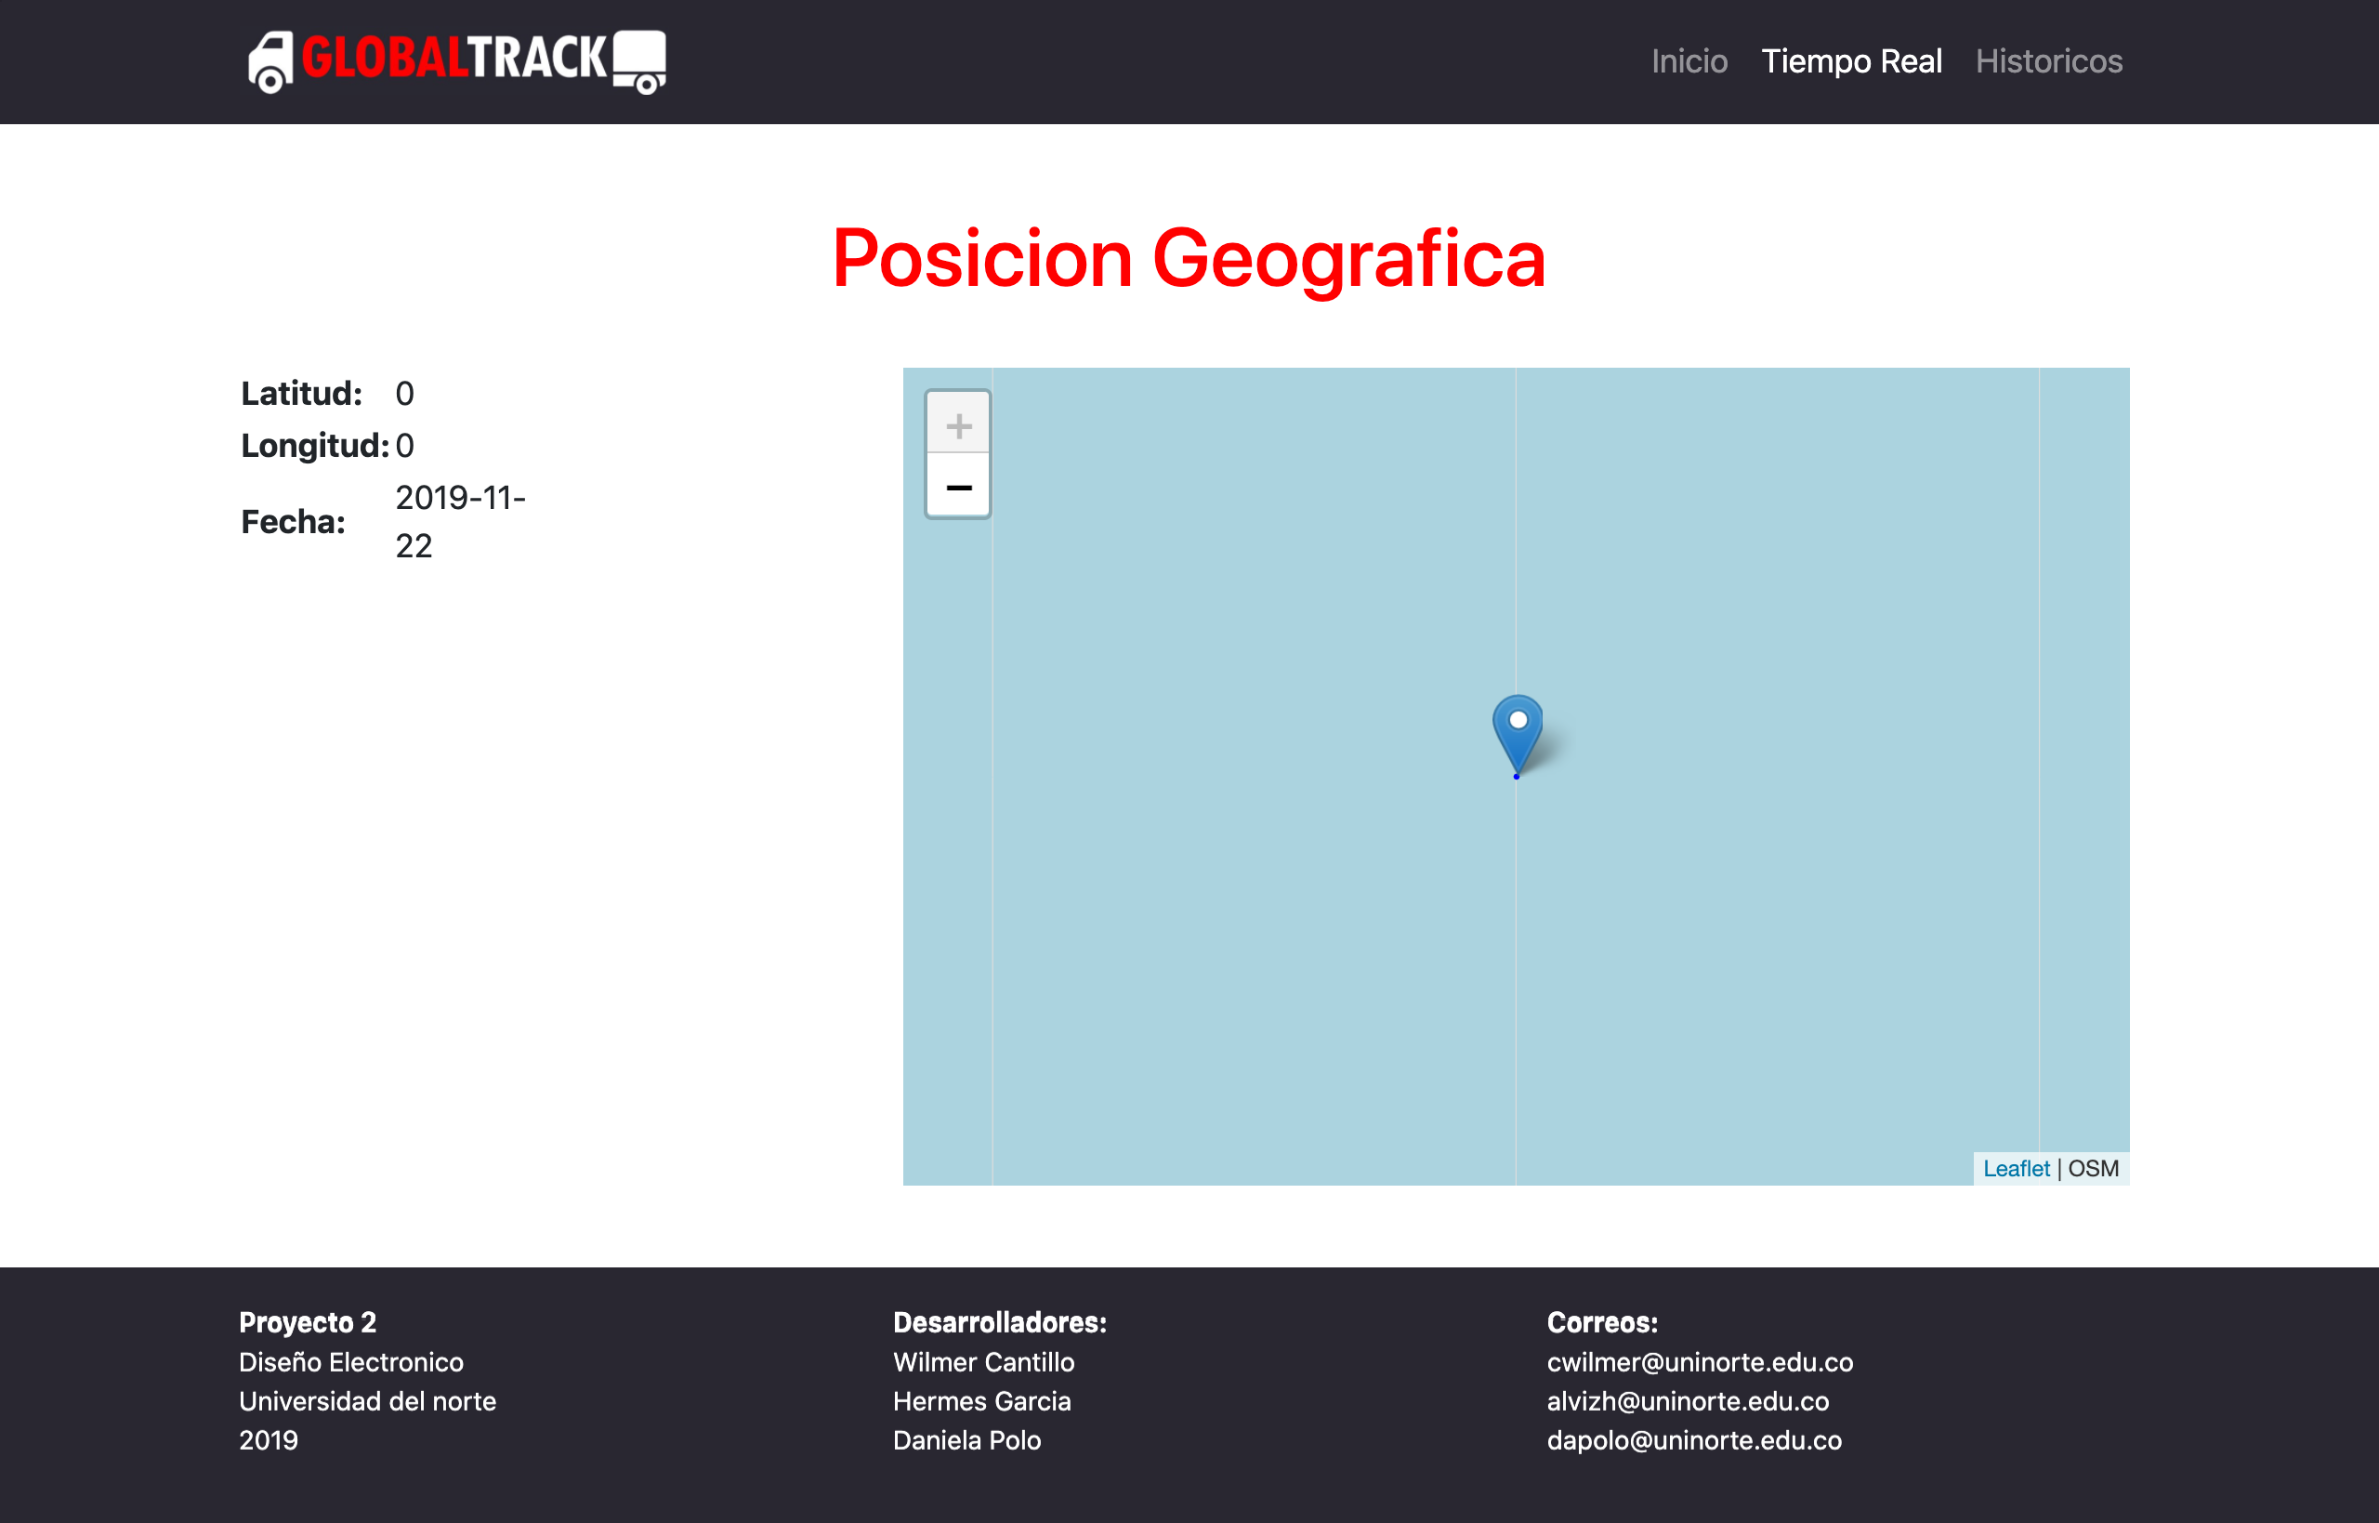 GLOBALTRACK
Inicio Tiempo Real Historicos
Posicion Geografica
Latitud: 0
Longitud: 0
Fecha: 2019-11-
22
+
−
Leaflet | OSM
Proyecto 2
Diseño Electronico
Universidad del norte
2019
Desarrolladores:
Wilmer Cantillo
Hermes Garcia
Daniela Polo
Correos:
cwilmer@uninorte.edu.co
alvizh@uninorte.edu.co
dapolo@uninorte.edu.co